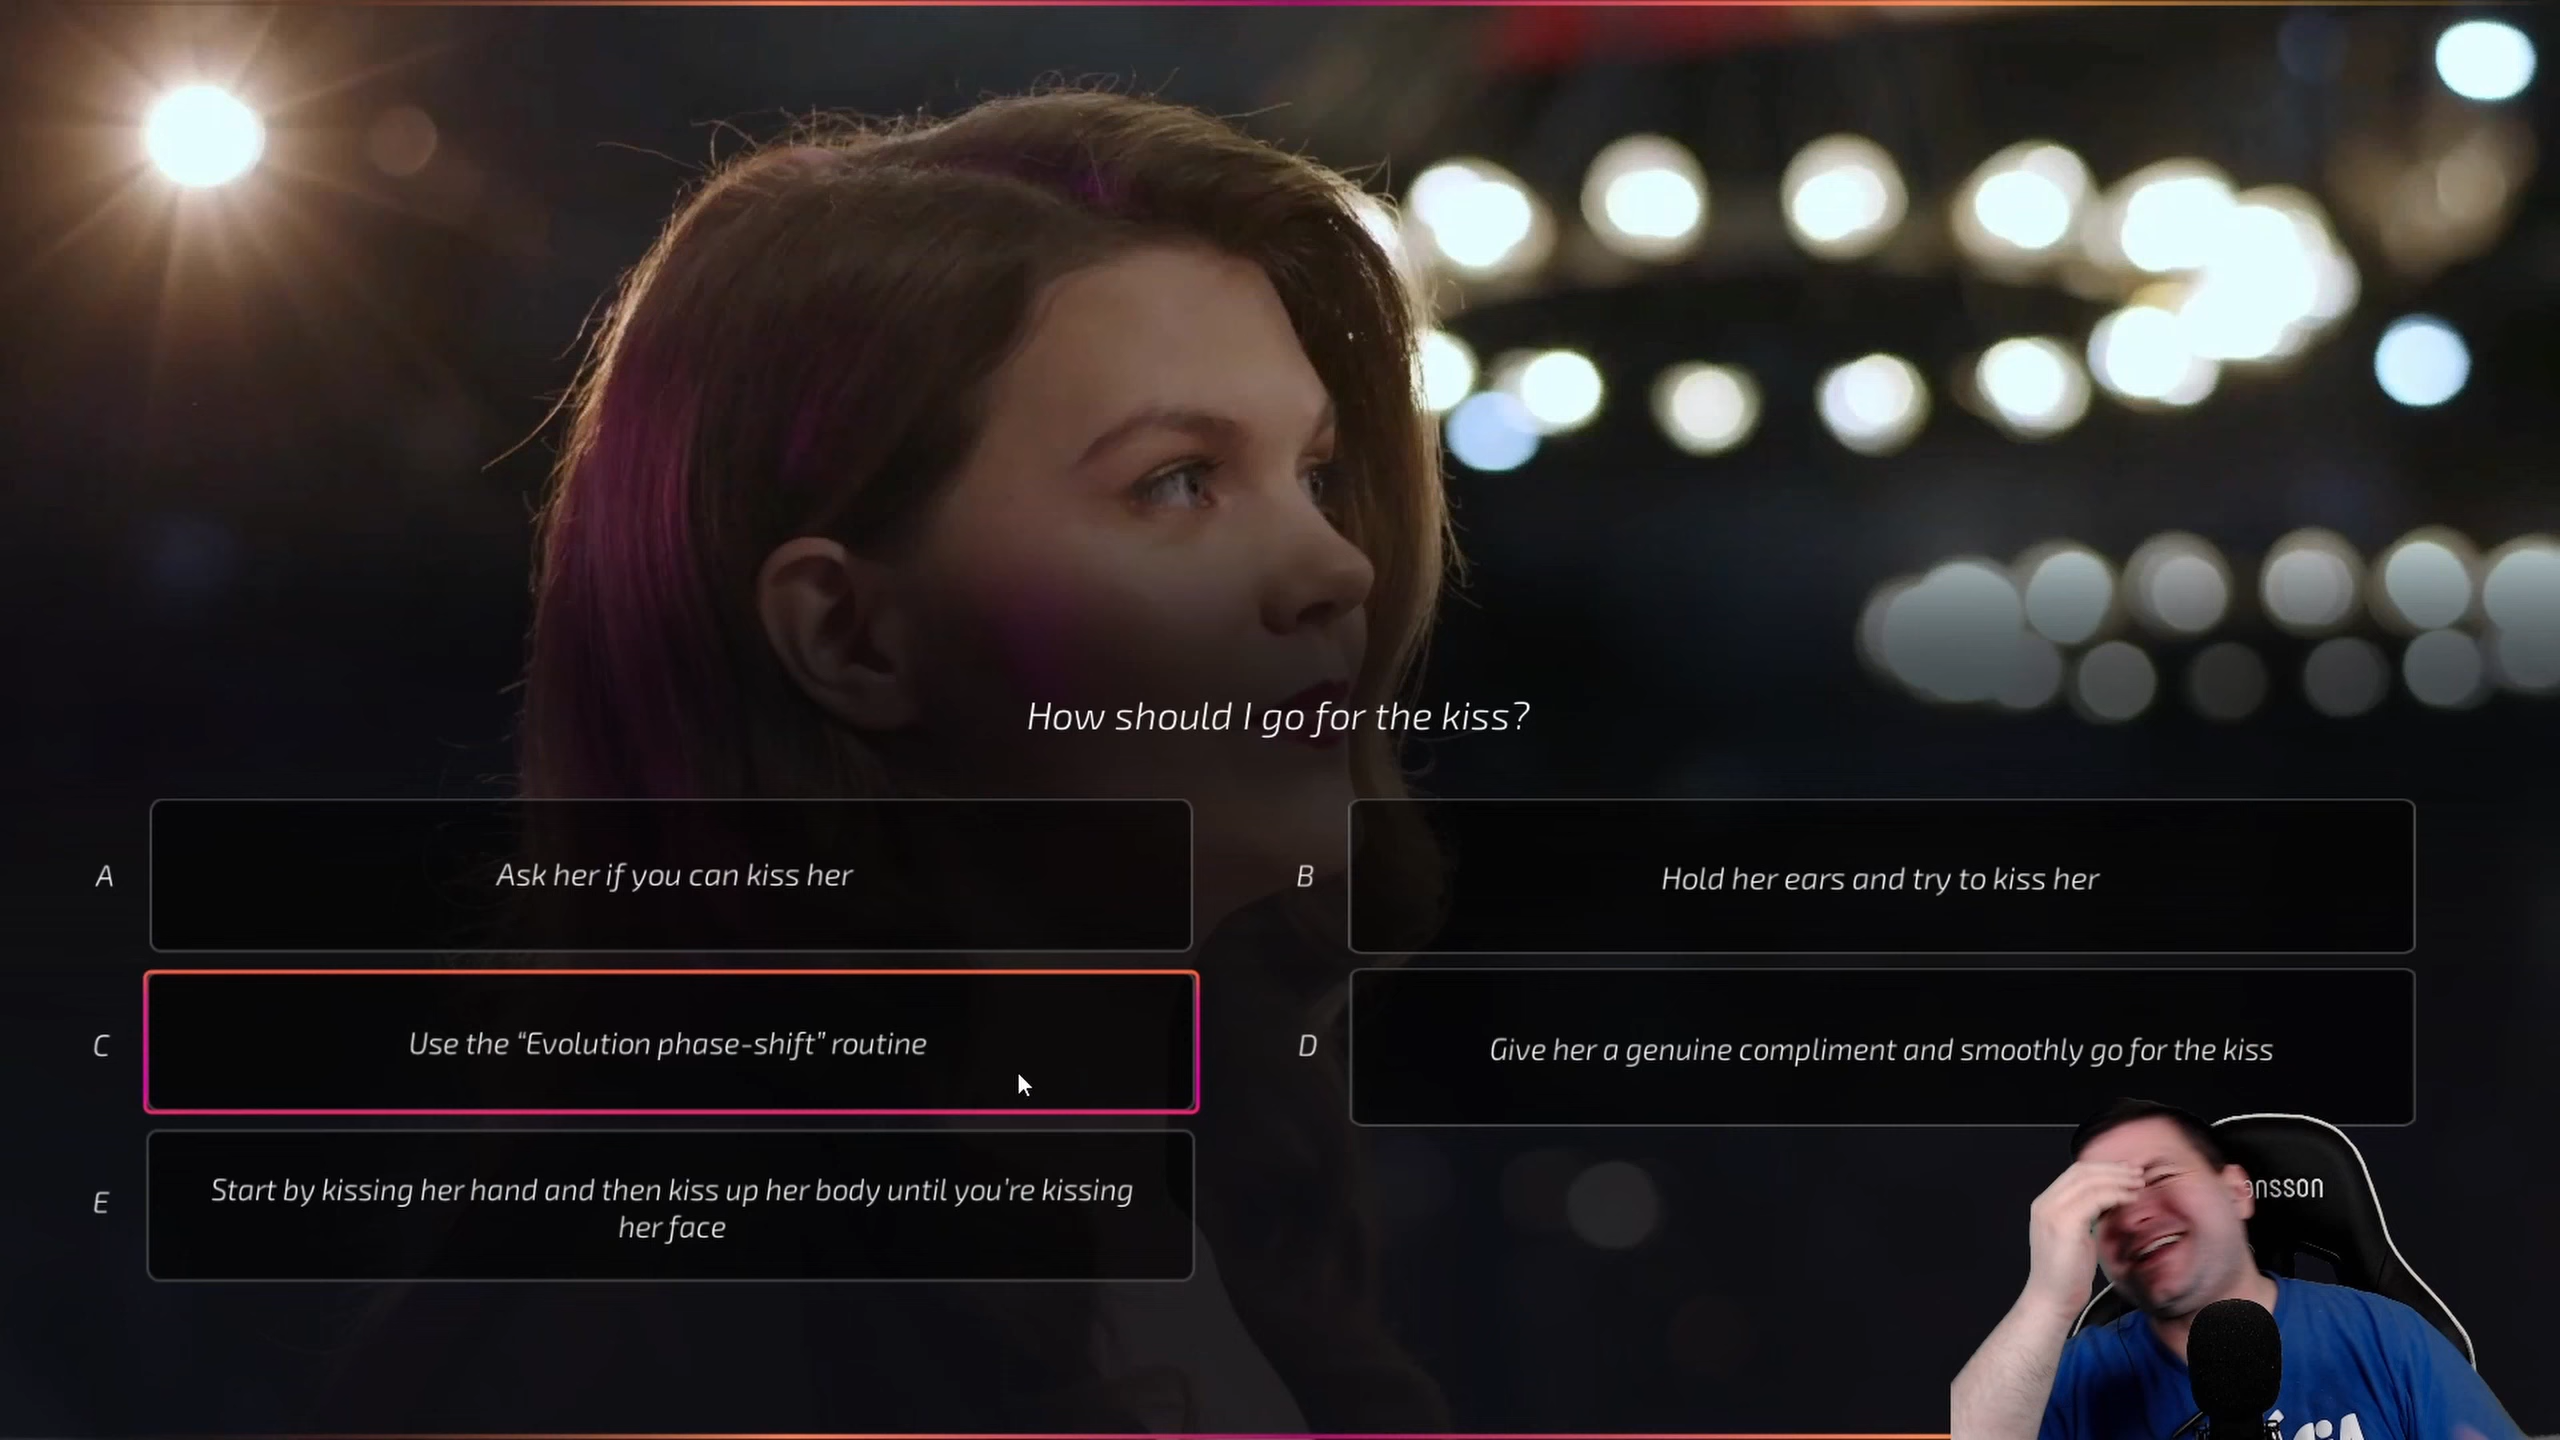 How should I go for the kiss?
A
Ask her if you can kiss her
B
Hold her ears and try to kiss her
C
Use the “Evolution phase-shift” routine
D
Give her a genuine compliment and smoothly go for the kiss
E
Start by kissing her hand and then kiss up her body until you’re kissing
her face